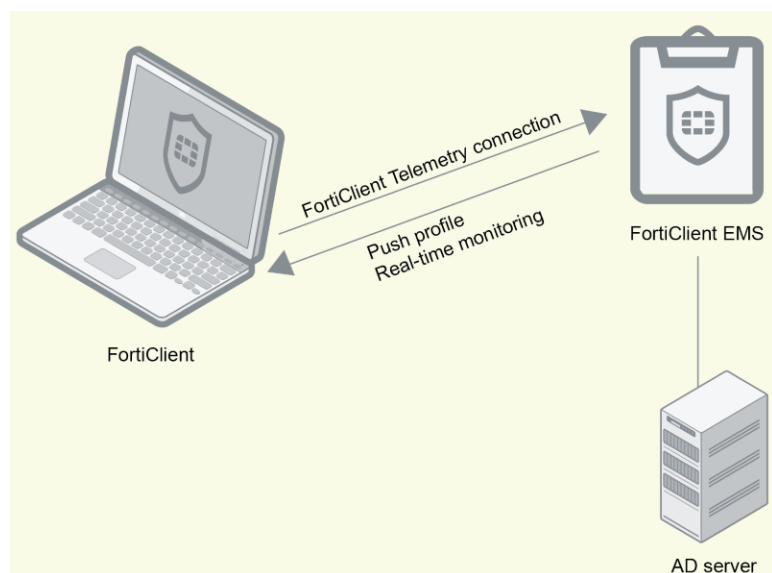 FortiClient Telemetry connection
Push profile
Real-time monitoring
FortiClient EMS
FortiClient
AD server